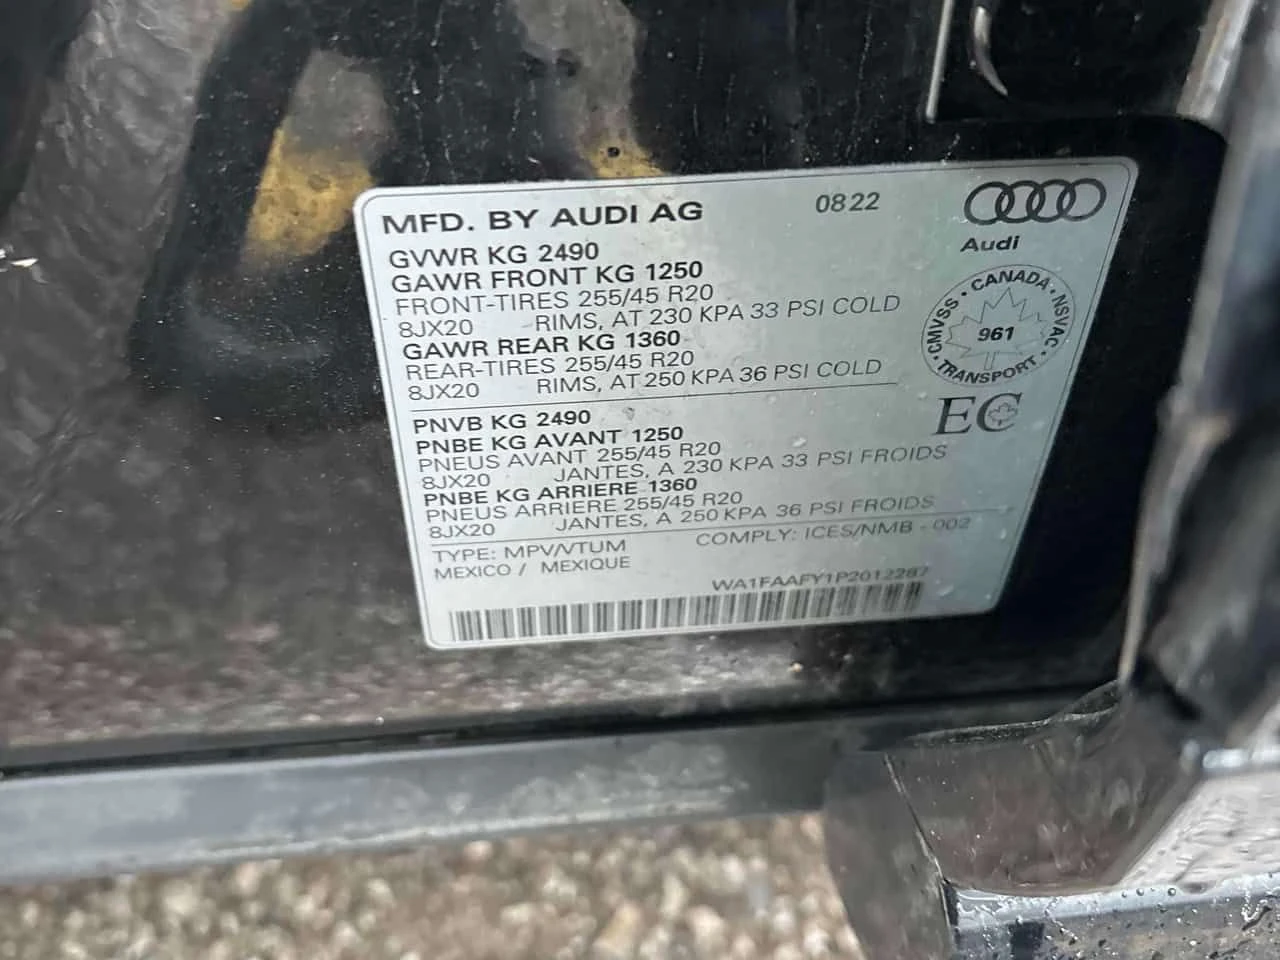 MFD. BY AUDI AG 0822
Audi
GVWR KG 2490
GAWR FRONT KG 1250
FRONT-TIRES 255/45 R20
8JX20 RIMS, AT 230 KPA 33 PSI COLD
GAWR REAR KG 1360
REAR-TIRES 255/45 R20
8JX20 RIMS, AT 250 KPA 36 PSI COLD
CANADA · NSVAC · TRANSPORT · CMVSS ·
961
EC
PNVB KG 2490
PNBE KG AVANT 1250
PNEUS AVANT 255/45 R20
8JX20 JANTES, A 230 KPA 33 PSI FROIDS
PNBE KG ARRIERE 1360
PNEUS ARRIERE 255/45 R20
8JX20 JANTES, A 250 KPA 36 PSI FROIDS
TYPE: MPV/VTUM COMPLY: ICES/NMB - 002
MEXICO / MEXIQUE
WA1FAAFY1P2012287